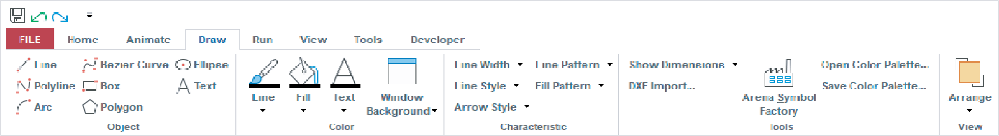 FILE Home Animate Draw Run View Tools Developer
Line Bezier Curve Ellipse
Polyline Box Text
Arc Polygon
Object
Line Fill Text Window Background
Color
Line Width Line Pattern
Line Style Fill Pattern
Arrow Style
Characteristic
Show Dimensions
DXF Import...
Arena Symbol
Factory
Open Color Palette...
Save Color Palette...
Tools
Arrange
View